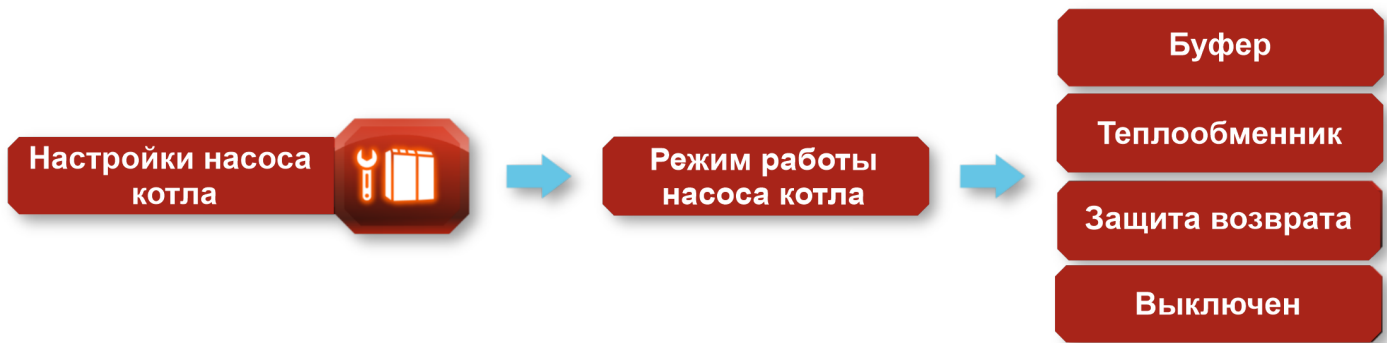 Настройки насоса
котла
Режим работы
насоса котла
Буфер
Теплообменник
Защита возврата
Выключен